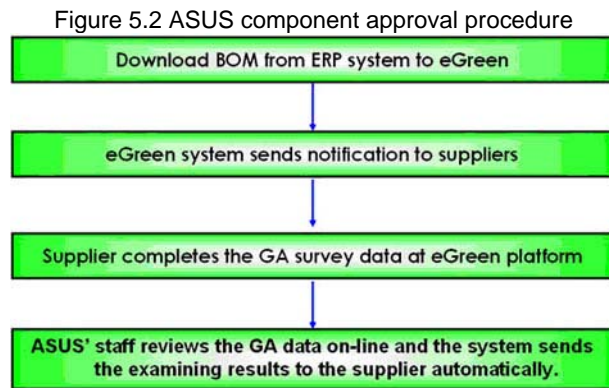 Figure 5.2 ASUS component approval procedure
Download BOM from ERP system to eGreen
eGreen system sends notification to suppliers
Supplier completes the GA survey data at eGreen platform
ASUS' staff reviews the GA data on-line and the system sends
the examining results to the supplier automatically.